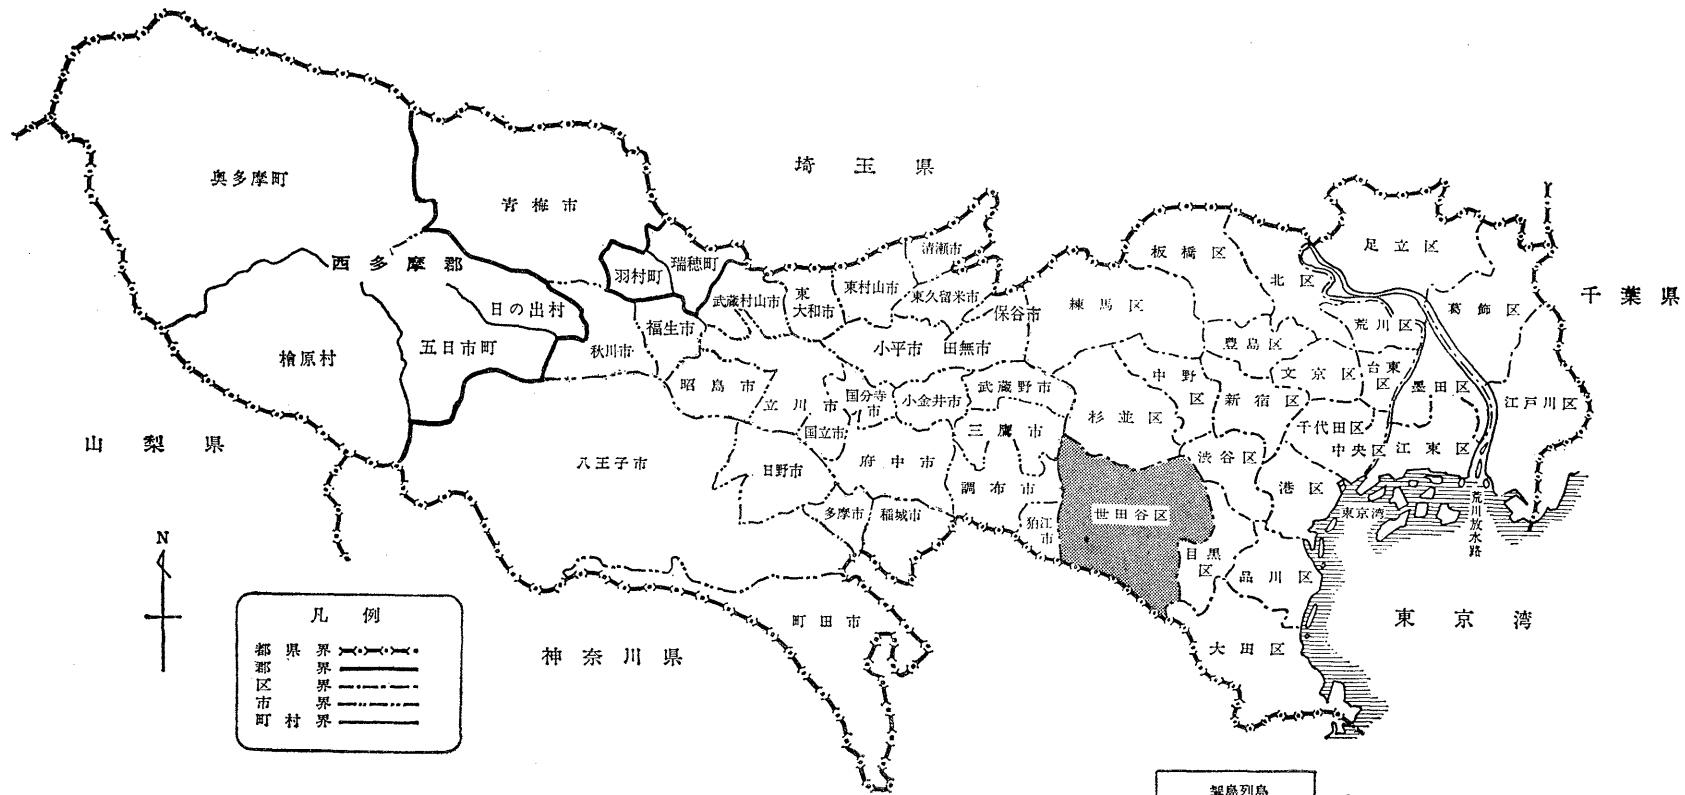 埼玉県
奥多摩町
青梅市
足立区
清瀬市
板橋区
西多摩郡
羽村町
瑞穂町
武蔵村山市
東大和市
東村山市
東久留米市
保谷市
練馬区
北区
葛飾区
千葉県
日の出村
福生市
荒川区
檜原村
五日市町
秋川市
小平市
田無市
豊島区
昭島市
立川市
国分寺市
小金井市
武蔵野市
中野区
文京区
台東区
墨田区
江戸川区
杉並区
新宿区
千代田区
国立市
三鷹市
中央区
江東区
山梨県
八王子市
日野市
府中市
渋谷区
調布市
港区
多摩市
稲城市
狛江市
世田谷区
東京湾
荒川放水路
目黒区
品川区
N
町田市
東京湾
大田区
神奈川県
凡例
都県界
郡界
区界
市界
町村界